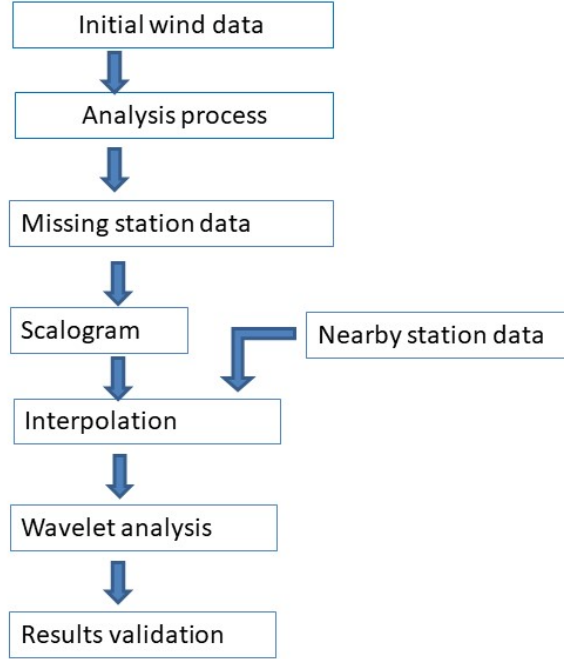 Initial wind data
Analysis process
Missing station data
Scalogram
Nearby station data
Interpolation
Wavelet analysis
Results validation